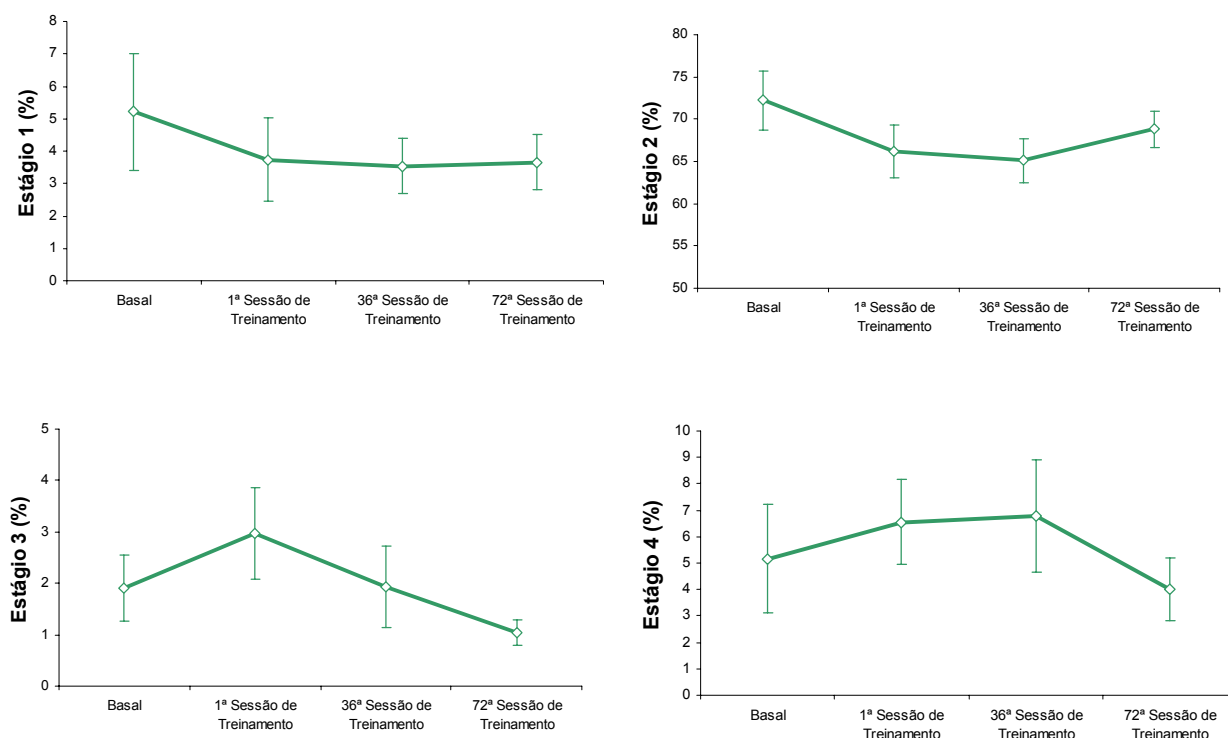 Estágio 1 (%)
8
7
6
5
4
3
2
1
0
Basal
1ª Sessão de
Treinamento
36ª Sessão de
Treinamento
72ª Sessão de
Treinamento
Estágio 2 (%)
80
75
70
65
60
55
50
Basal
1ª Sessão de
Treinamento
36ª Sessão de
Treinamento
72ª Sessão de
Treinamento
Estágio 3 (%)
5
4
3
2
1
0
Basal
1ª Sessão de
Treinamento
36ª Sessão de
Treinamento
72ª Sessão de
Treinamento
Estágio 4 (%)
10
9
8
7
6
5
4
3
2
1
0
Basal
1ª Sessão de
Treinamento
36ª Sessão de
Treinamento
72ª Sessão de
Treinamento